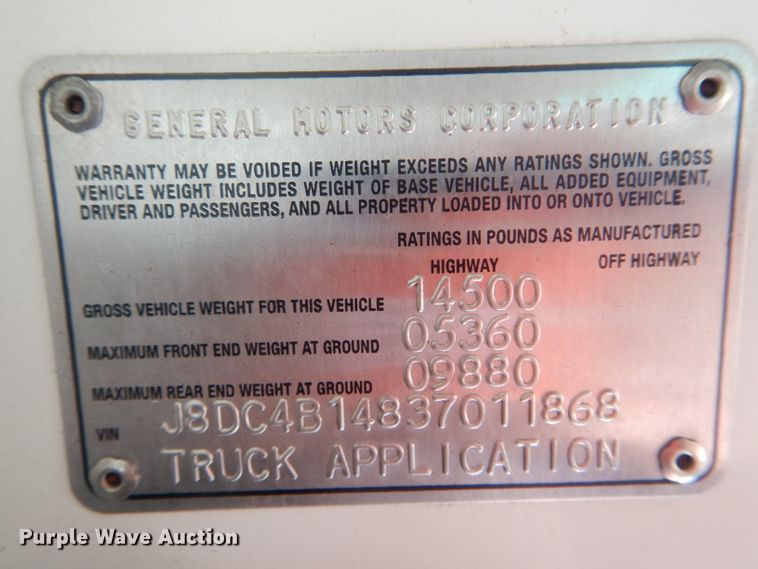 GENERAL MOTORS CORPORATION
WARRANTY MAY BE VOIDED IF WEIGHT EXCEEDS ANY RATINGS SHOWN. GROSS
VEHICLE WEIGHT INCLUDES WEIGHT OF BASE VEHICLE, ALL ADDED EQUIPMENT,
DRIVER AND PASSENGERS, AND ALL PROPERTY LOADED INTO OR ONTO VEHICLE.
RATINGS IN POUNDS AS MANUFACTURED
HIGHWAY OFF HIGHWAY
GROSS VEHICLE WEIGHT FOR THIS VEHICLE 14500
MAXIMUM FRONT END WEIGHT AT GROUND 05360
MAXIMUM REAR END WEIGHT AT GROUND 09880
VIN J8DC4B14837011868
TRUCK APPLICATION
Purple Wave Auction